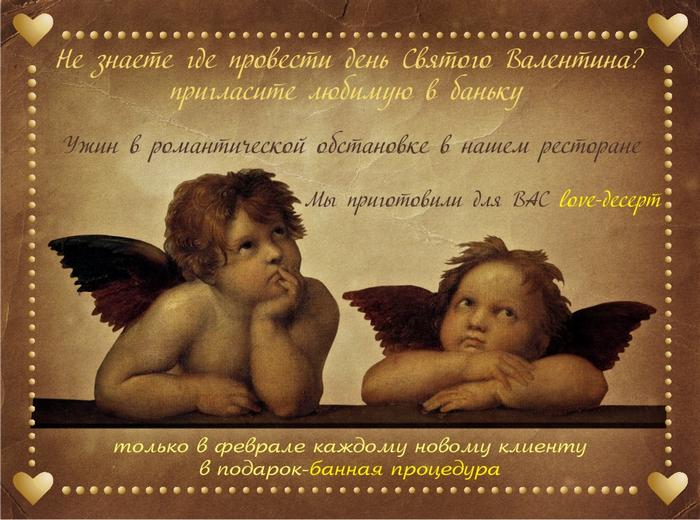 Не знаете где провести день Святого Валентина?
пригласите любимую в баньку
Ужин в романтической обстановке в нашем ресторане
Мы приготовили для ВАС love-десерт
только в феврале каждому новому клиенту
в подарок-банная процедура